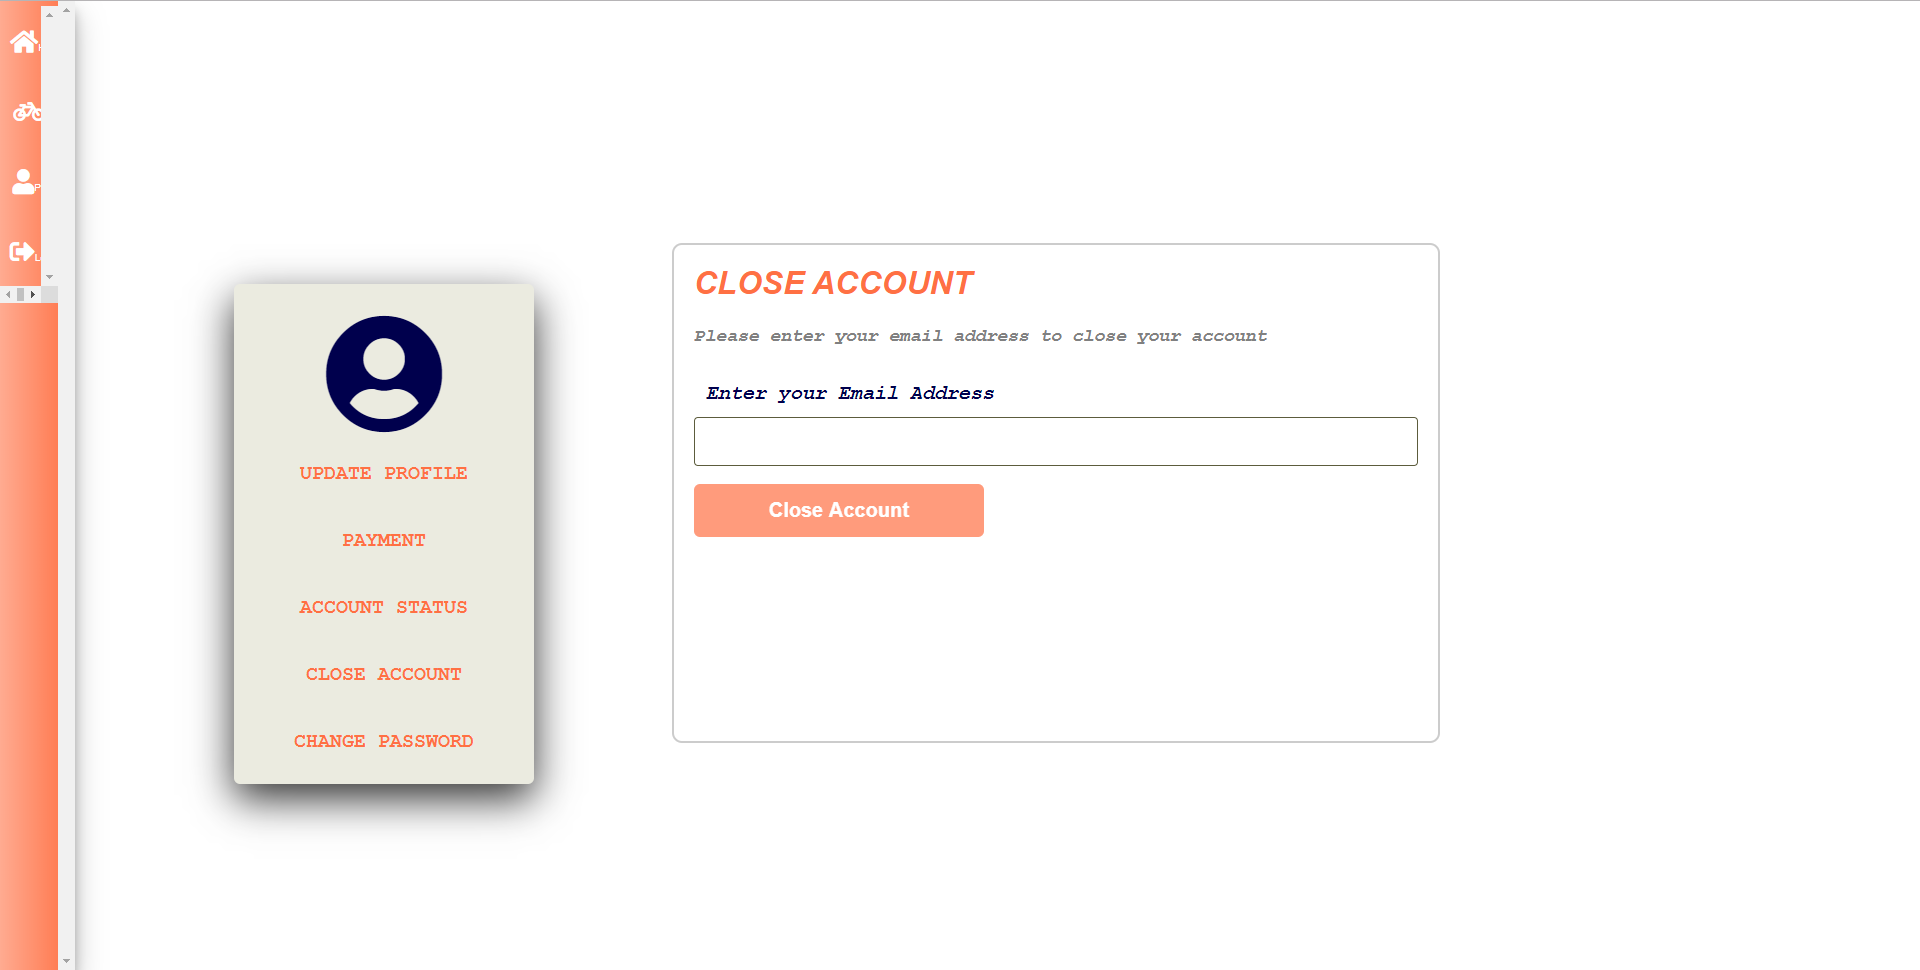 UPDATE PROFILE
PAYMENT
ACCOUNT STATUS
CLOSE ACCOUNT
CHANGE PASSWORD
CLOSE ACCOUNT
Please enter your email address to close your account
Enter your Email Address
Close Account